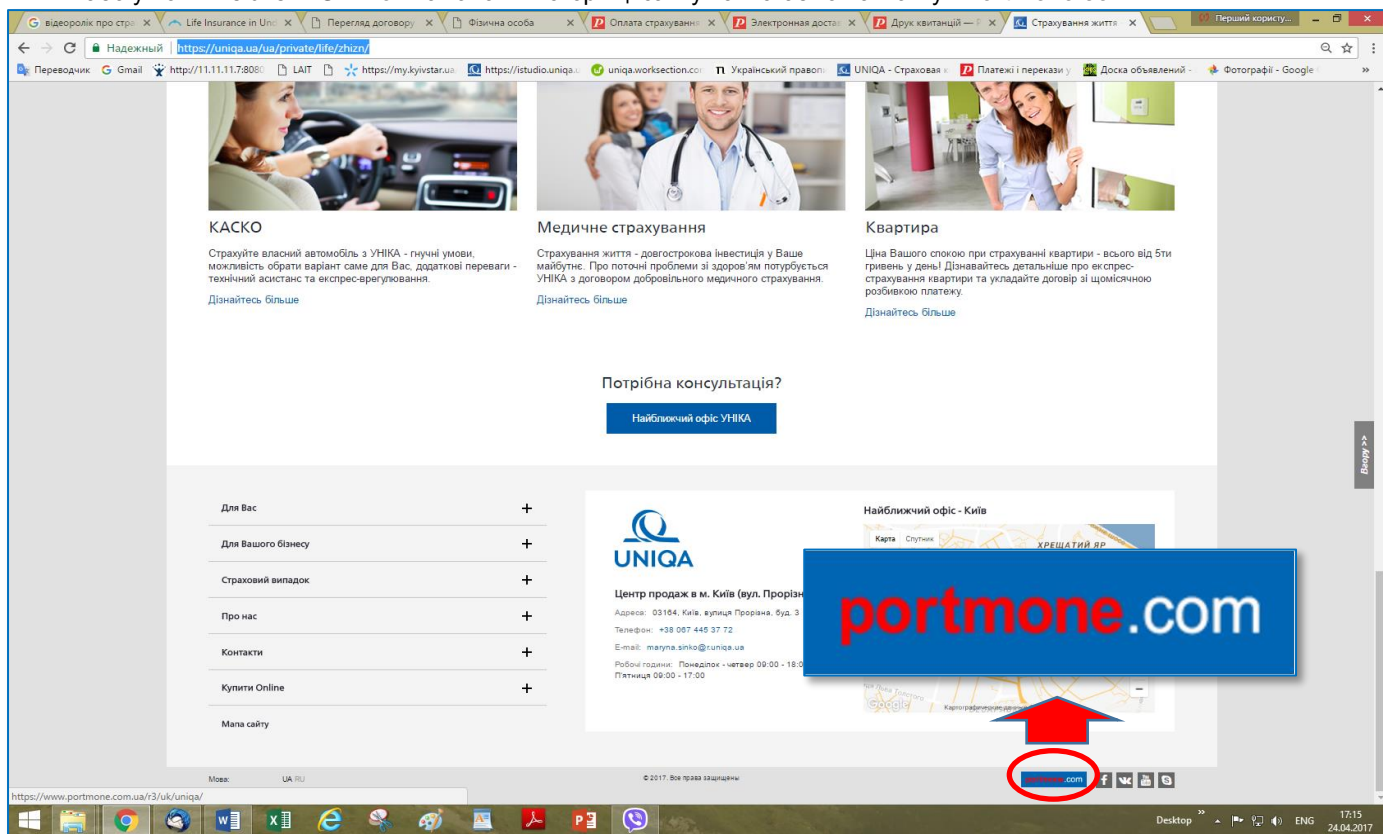 відеоролік про стра
Life Insurance in Und
Перегляд договору
Фізична особа
Оплата страхування
Электронная достав
Друк квитанцій —
Страхування життя
Перший користу...
Надежный
https://uniqa.ua/ua/private/life/zhizn/
Переводчик
Gmail
http://11.11.11.7:8080
LAIT
https://my.kyivstar.ua
https://istudio.uniqa.u
uniqa.worksection.com
Український правопи
UNIQA - Страховая к
Платежі і перекази у
Доска объявлений -
Фотографії - Google
КАСКО
Страхуйте власний автомобіль з УНІКА - гнучні умови,
можливість обрати варіант саме для Вас, додаткові переваги -
технічний асистанс та експрес-врегулювання.
Дізнайтесь більше
Медичне страхування
Страхування життя - довгострокова інвестиція у Ваше
майбутнє. Про поточні проблеми зі здоров'ям потурбується
УНІКА з договором добровільного медичного страхування.
Дізнайтесь більше
Квартира
Ціна Вашого спокою при страхуванні квартири - всього від 5ти
гривень у день! Дізнавайтесь детальніше про експрес-
страхування квартири та укладайте договір зі щомісячною
розбивкою платежу.
Дізнайтесь більше
Потрібна консультація?
Найближчий офіс УНІКА
Вгору >>
Для Вас
Для Вашого бізнесу
Страховий випадок
Про нас
Контакти
Купити Online
Мапа сайту
UNIQA
Центр продаж в м. Київ (вул. Прорізн
Адреса: 03164, Київ, вулиця Прорізна, буд. 3
Телефон: +38 067 445 37 72
E-mail: maryna.sinko@runiqa.ua
Робочі години: Понеділок - четвер 09:00 - 18:0
П'ятниця 09:00 - 17:00
Найближчий офіс - Київ
Карта Спутник
ХРЕЩАТИЙ ЯР
portmone.com
Google
Картографические
Мова: UA RU
© 2017. Все права защищены
portmone.com
https://www.portmone.com.ua/r3/uk/uniqa/
Desktop
ENG
17:15
24.04.2017